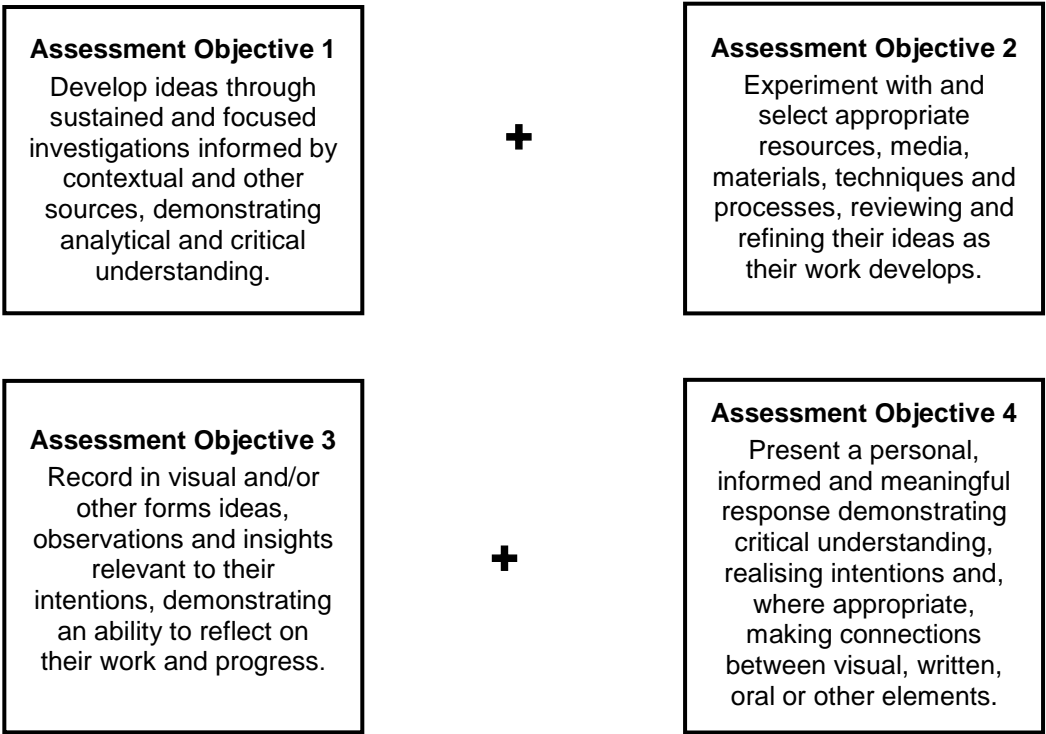 Assessment Objective 1
Develop ideas through
sustained and focused
investigations informed by
contextual and other
sources, demonstrating
analytical and critical
understanding.
+
Assessment Objective 2
Experiment with and
select appropriate
resources, media,
materials, techniques and
processes, reviewing and
refining their ideas as
their work develops.
Assessment Objective 3
Record in visual and/or
other forms ideas,
observations and insights
relevant to their
intentions, demonstrating
an ability to reflect on
their work and progress.
+
Assessment Objective 4
Present a personal,
informed and meaningful
response demonstrating
critical understanding,
realising intentions and,
where appropriate,
making connections
between visual, written,
oral or other elements.